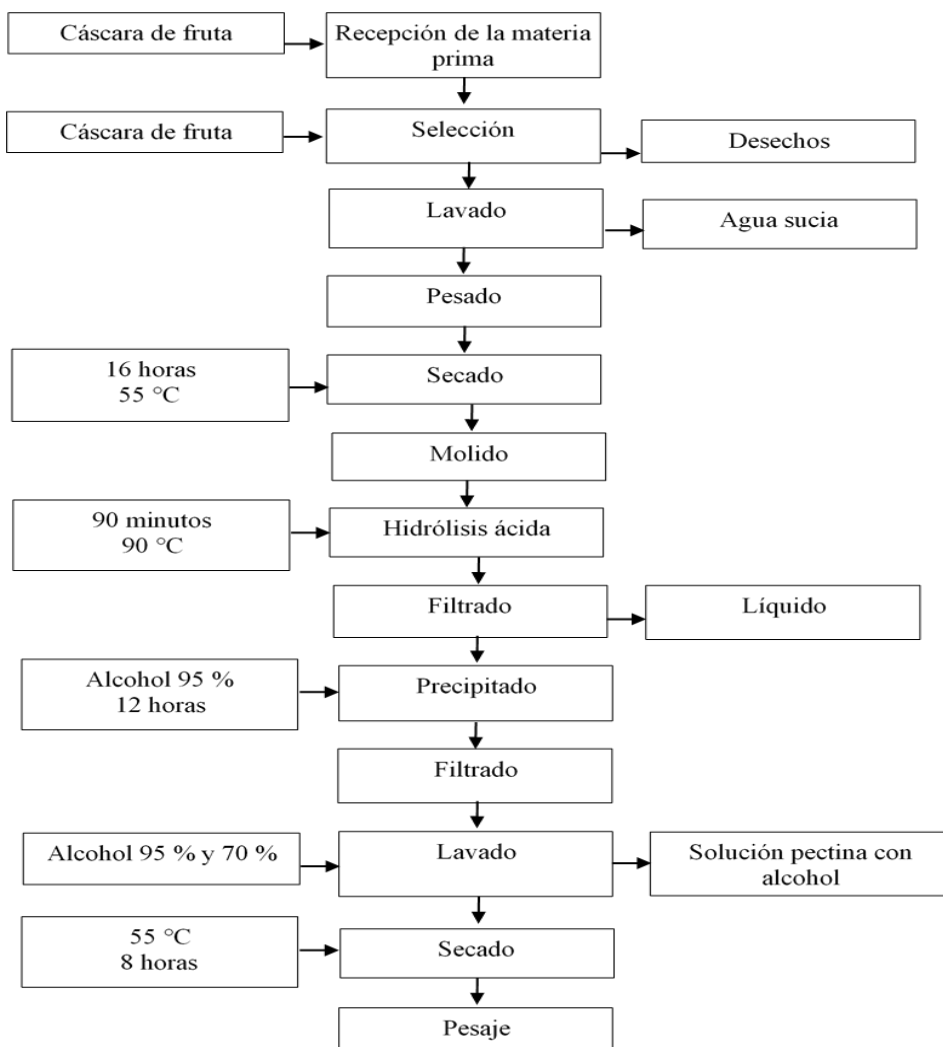 Cáscara de fruta
Recepción de la materia
prima
Cáscara de fruta
Selección
Desechos
Lavado
Agua sucia
Pesado
16 horas
55 °C
Secado
Molido
90 minutos
90 °C
Hidrólisis ácida
Filtrado
Líquido
Alcohol 95 %
12 horas
Precipitado
Filtrado
Alcohol 95 % y 70 %
Lavado
Solución pectina con
alcohol
55 °C
8 horas
Secado
Pesaje